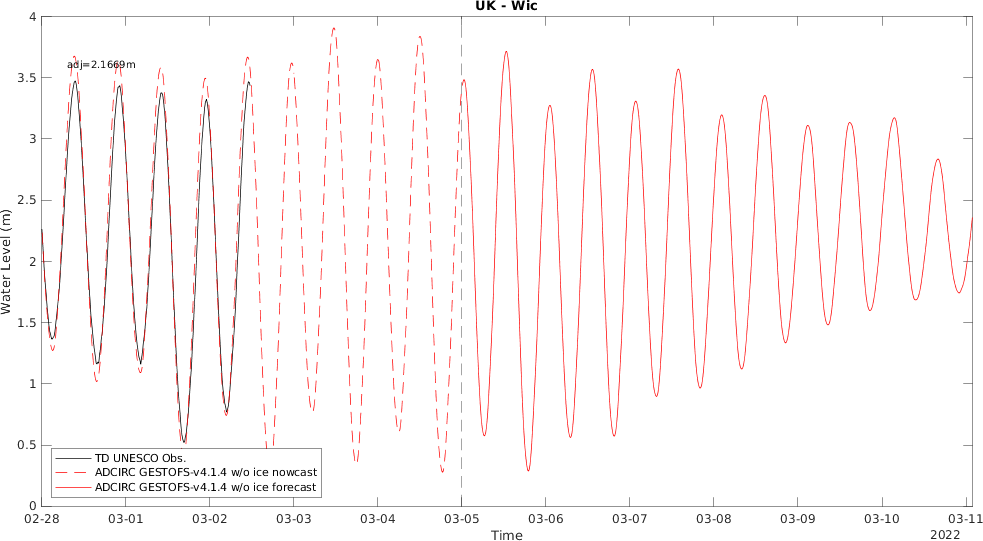 UK - Wic
4
3.5
3
2.5
2
1.5
1
0.5
0
Water Level (m)
adj=2.1669m
TD UNESCO Obs.
ADCIRC GESTOFS-v4.1.4 w/o ice nowcast
ADCIRC GESTOFS-v4.1.4 w/o ice forecast
02-28 03-01 03-02 03-03 03-04 03-05 03-06 03-07 03-08 03-09 03-10 03-11
Time
2022